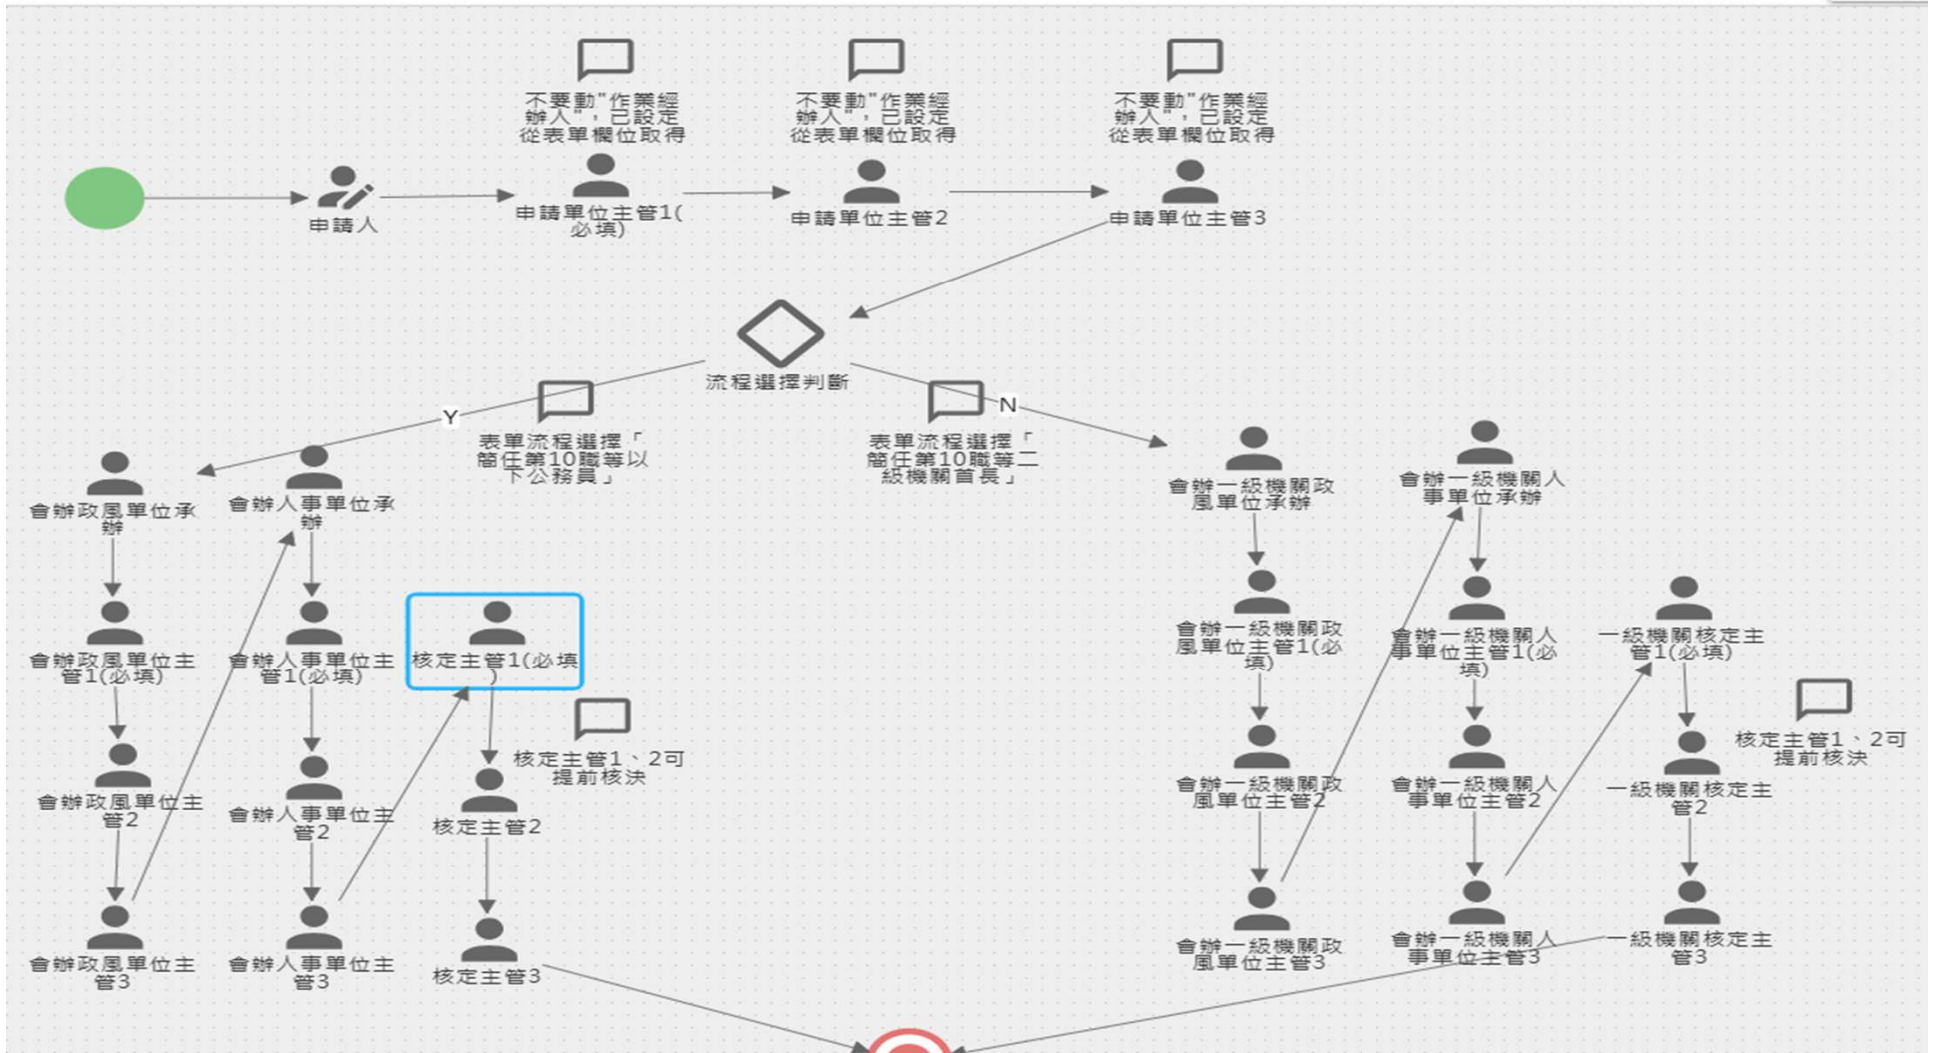 不要動"作業經
辦人"，已設定
從表單欄位取得
不要動"作業經
辦人"，已設定
從表單欄位取得
不要動"作業經
辦人"，已設定
從表單欄位取得
申請人
申請單位主管1(
必填)
申請單位主管2
申請單位主管3
流程選擇判斷
Y
N
表單流程選擇「
簡任第10職等以
下公務員」
表單流程選擇「
簡任第10職等二
級機關首長」
會辦政風單位承
辦
會辦人事單位承
辦
會辦一級機關政
風單位承辦
會辦一級機關人
事單位承辦
會辦政風單位主
管1(必填)
會辦人事單位主
管1(必填)
核定主管1(必填
)
會辦一級機關政
風單位主管1(必
填)
會辦一級機關人
事單位主管1(必
填)
一級機關核定主
管1(必填)
核定主管1、2可
提前核決
核定主管1、2可
提前核決
會辦政風單位主
管2
會辦人事單位主
管2
核定主管2
會辦一級機關政
風單位主管2
會辦一級機關人
事單位主管2
一級機關核定主
管2
會辦政風單位主
管3
會辦人事單位主
管3
核定主管3
會辦一級機關政
風單位主管3
會辦一級機關人
事單位主管3
一級機關核定主
管3